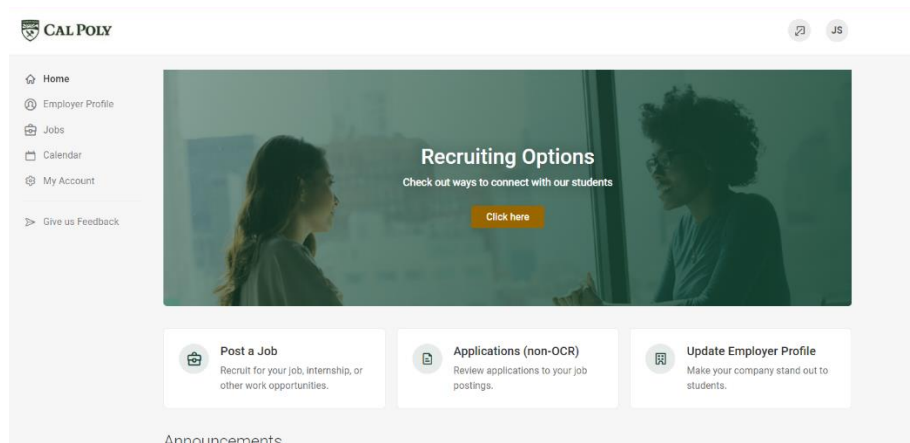 CAL POLY
JS
Home
Employer Profile
Jobs
Calendar
My Account
Give us Feedback
Recruiting Options
Check out ways to connect with our students
Click here
Post a Job
Recruit for your job, internship, or
other work opportunities.
Applications (non-OCR)
Review applications to your job
postings.
Update Employer Profile
Make your company stand out to
students.
Announcements